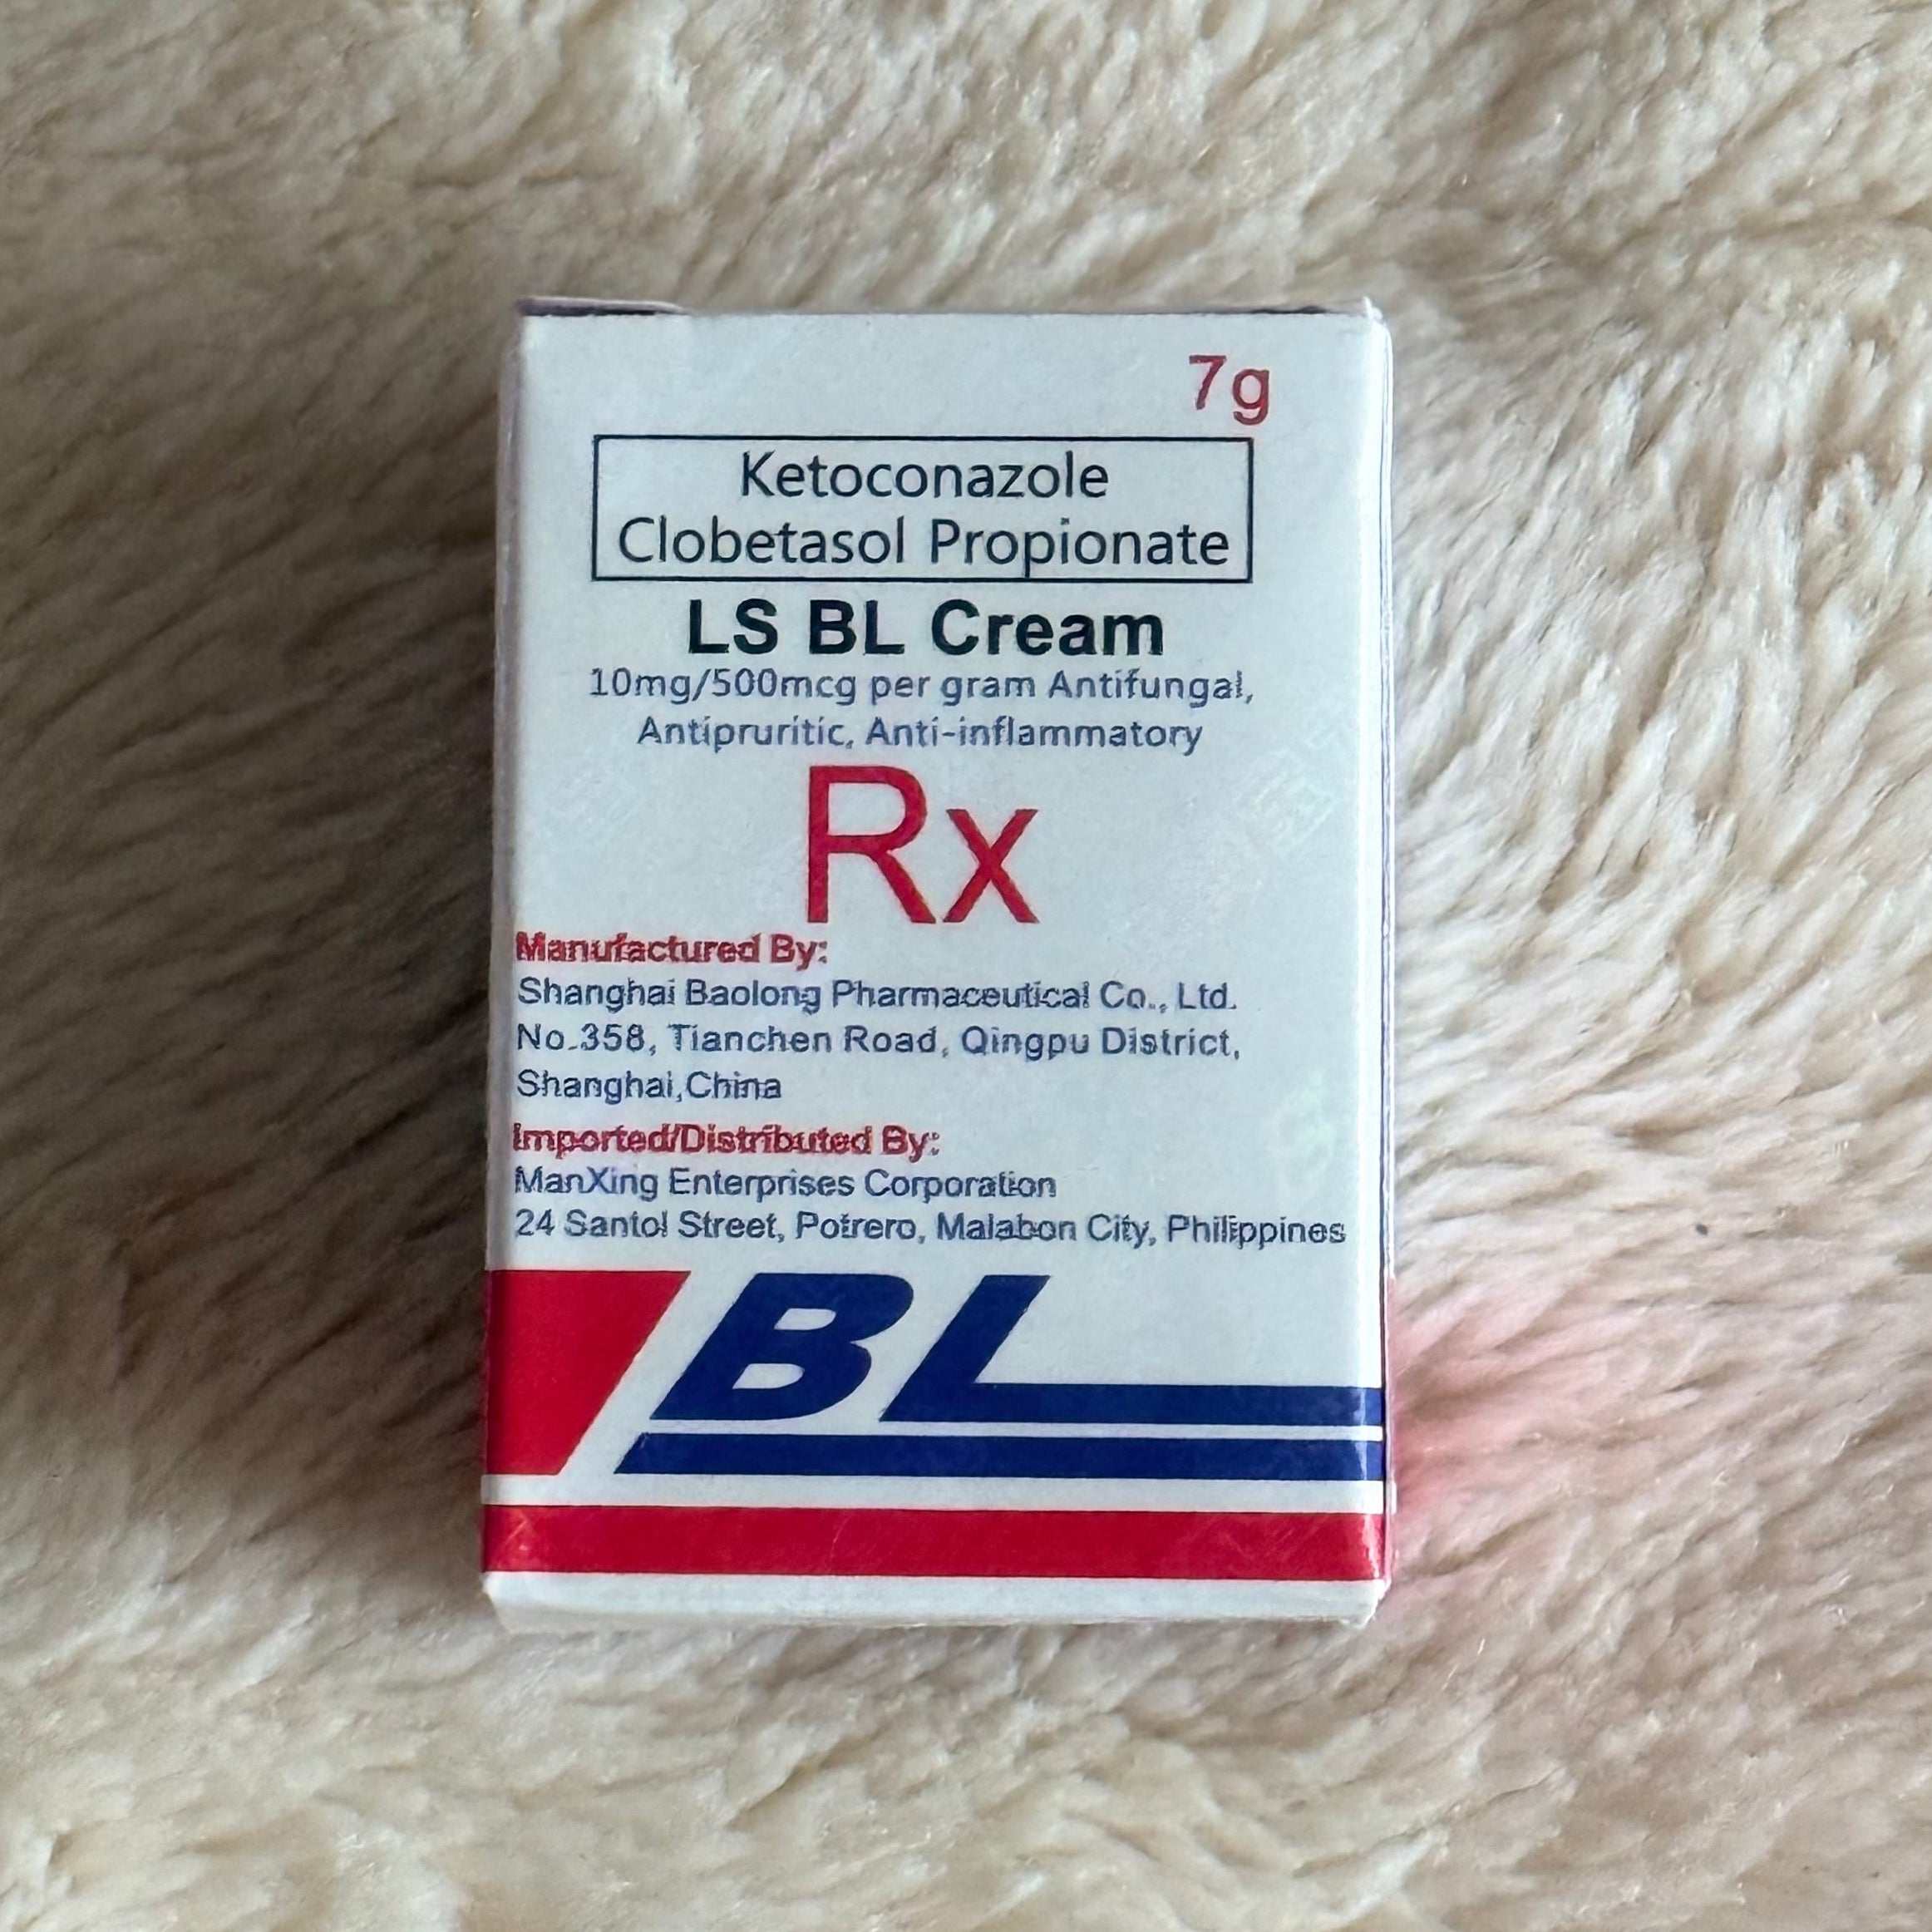 7g
Ketoconazole
Clobetasol Propionate
LS BL Cream
10mg/500mcg per gram Antifungal,
Antipruritic, Anti-inflammatory
Rx
Manufactured By:
Shanghai Baolong Pharmaceutical Co., Ltd.
No.358, Tianchen Road, Qingpu District,
Shanghai,China
Imported/Distributed By:
ManXing Enterprises Corporation
24 Santol Street, Potrero, Malabon City, Philippines
BL